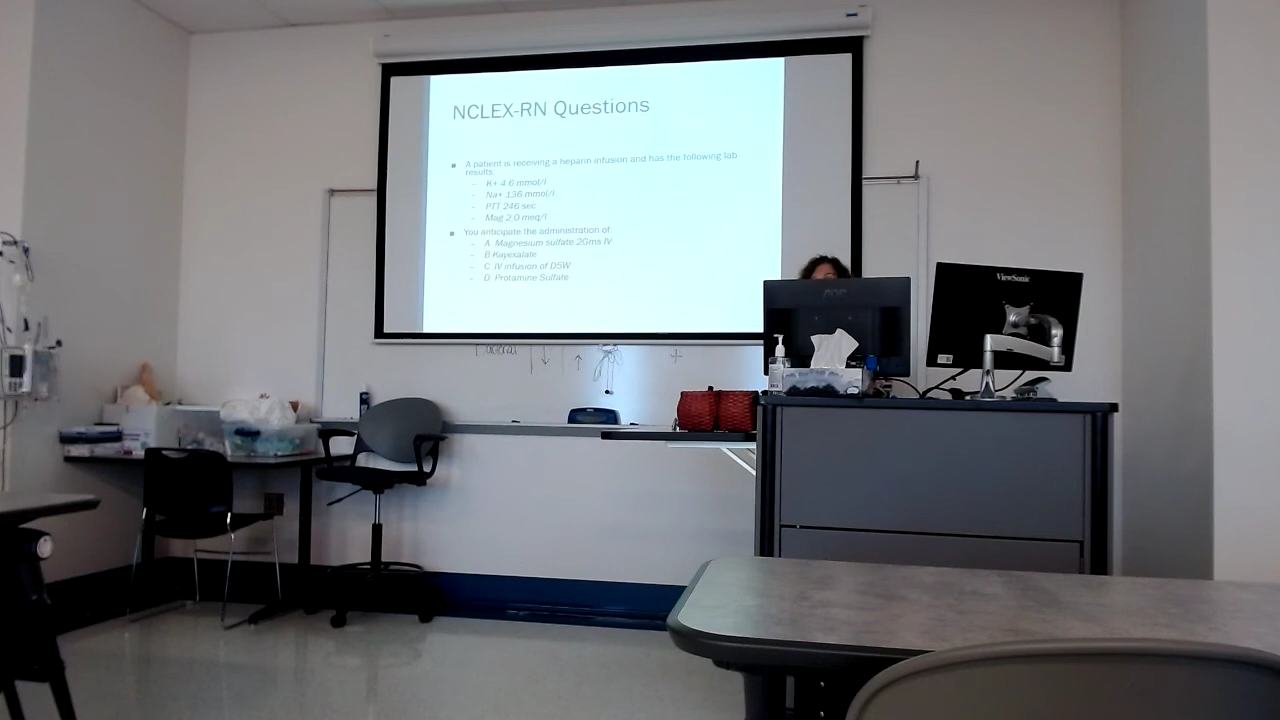 NCLEX-RN Questions
A patient is receiving a heparin infusion and has the following lab
results
- K+ 4.6 mmol/l
- Na+ 136 mmol/l
- PTT 246 sec
- Mag 2.0 meq/l
You anticipate the administration of:
- A. Magnesium sulfate 2Gms IV
- B Kayexalate
- C. IV infusion of D5W
- D. Protamine Sulfate
ViewSonic
AOC